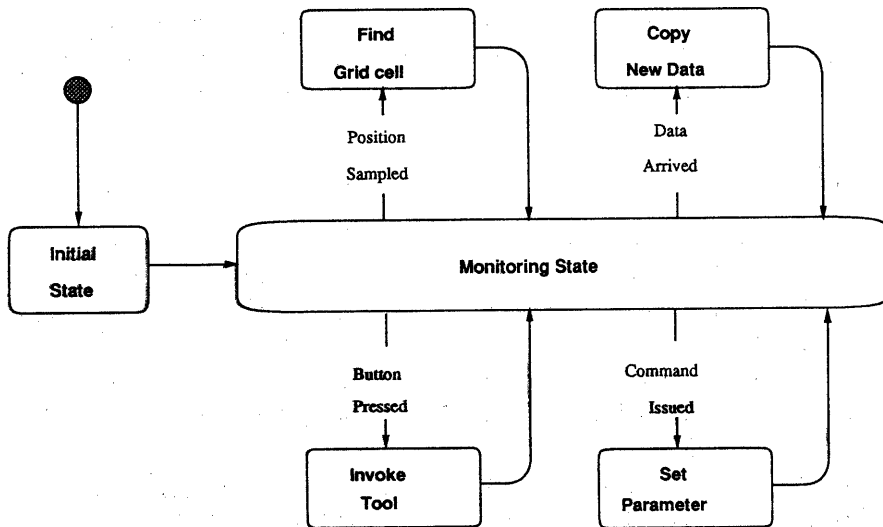 Find
Grid cell
Copy
New Data
Position
Sampled
Data
Arrived
Initial
State
Monitoring State
Button
Pressed
Command
Issued
Invoke
Tool
Set
Parameter